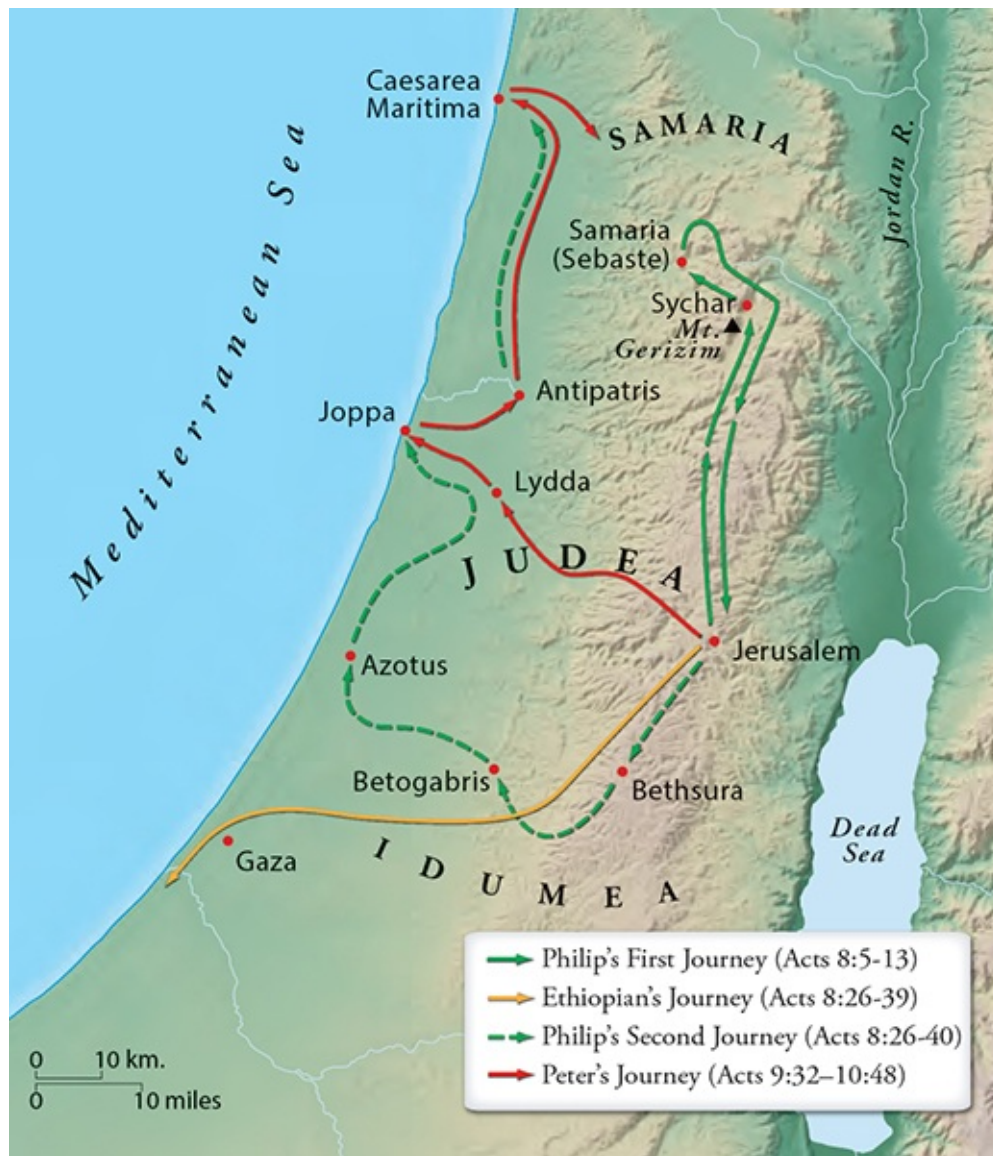 Caesarea
Maritima
SAMARIA
Mediterranean Sea
Jordan R.
Samaria
(Sebaste)
Sychar
Mt.
Gerizim
Antipatris
Joppa
Lydda
JUDEA
Jerusalem
Azotus
Betogabris
Bethsura
Dead
Sea
Gaza
IDUMEA
Philip's First Journey (Acts 8:5-13)
Ethiopian's Journey (Acts 8:26-39)
Philip's Second Journey (Acts 8:26-40)
Peter's Journey (Acts 9:32–10:48)
0 10 km.
0 10 miles